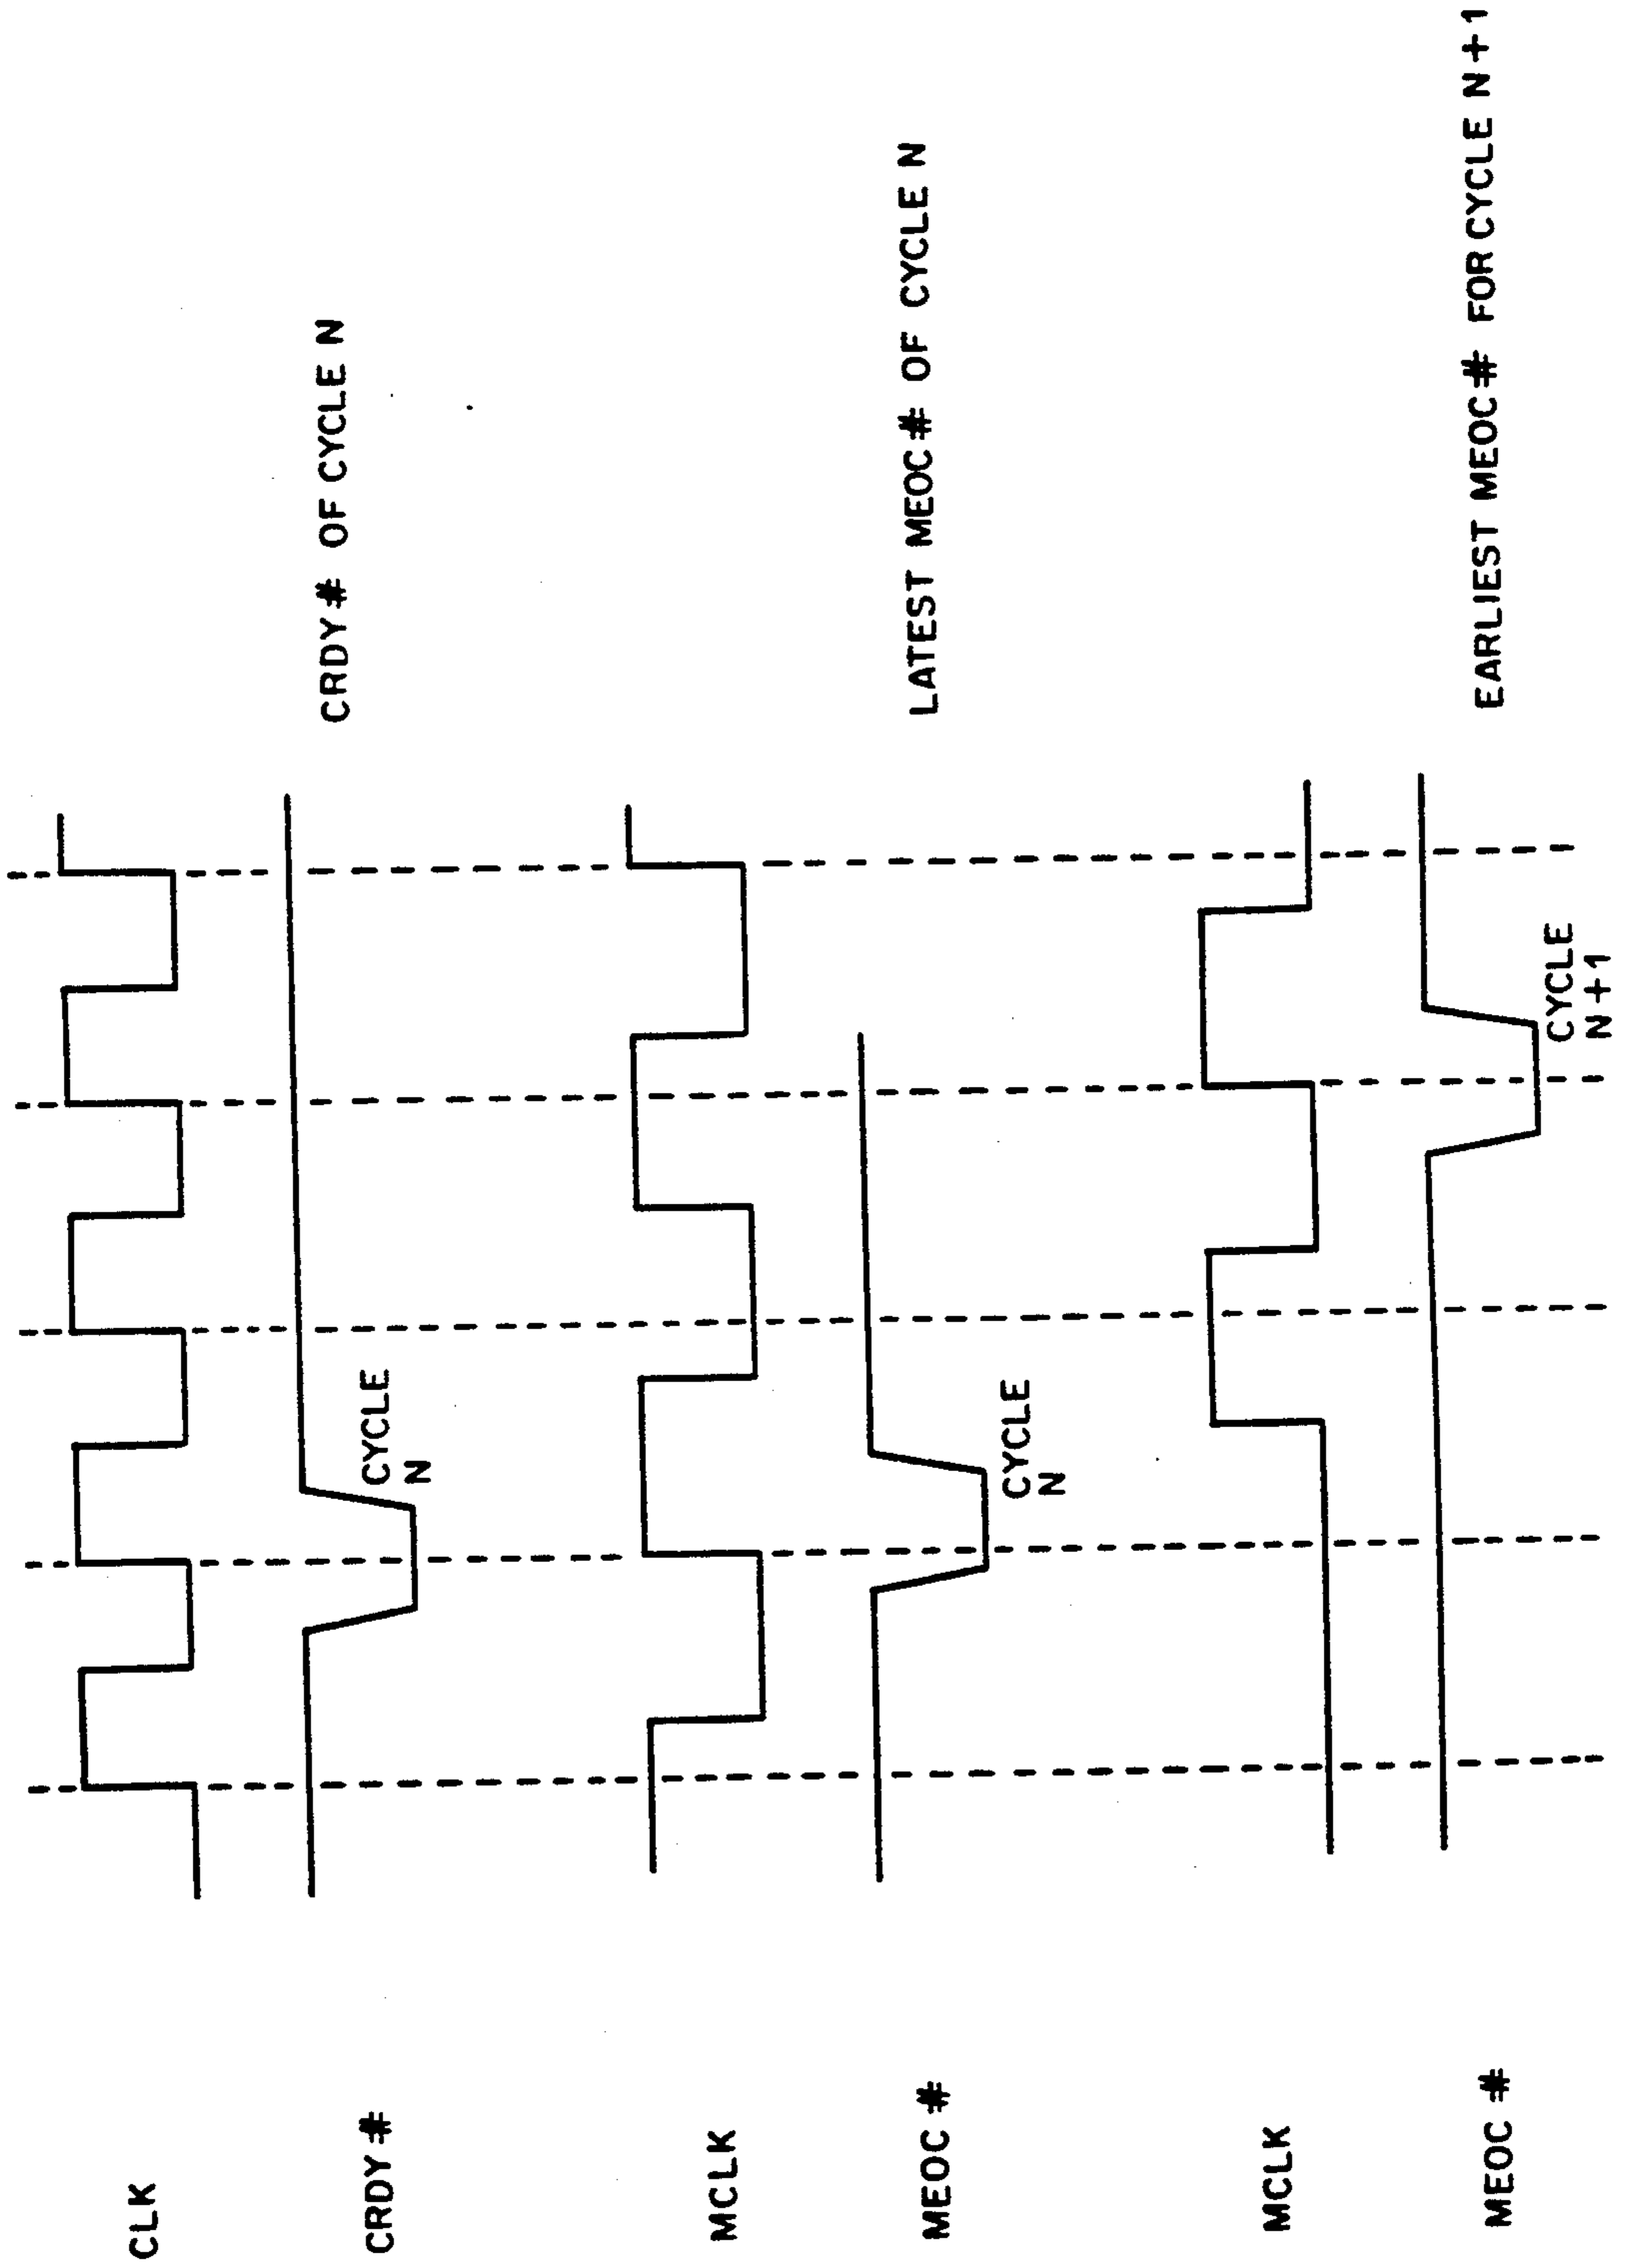 CLK
CRDY#
CRDY# OF CYCLE N
CYCLE
N
MCLK
MEOC #
LATEST MEOC# OF CYCLE N
CYCLE
N
MCLK
MEOC #
EARLIEST MEOC# FOR CYCLE N+1
CYCLE
N+1